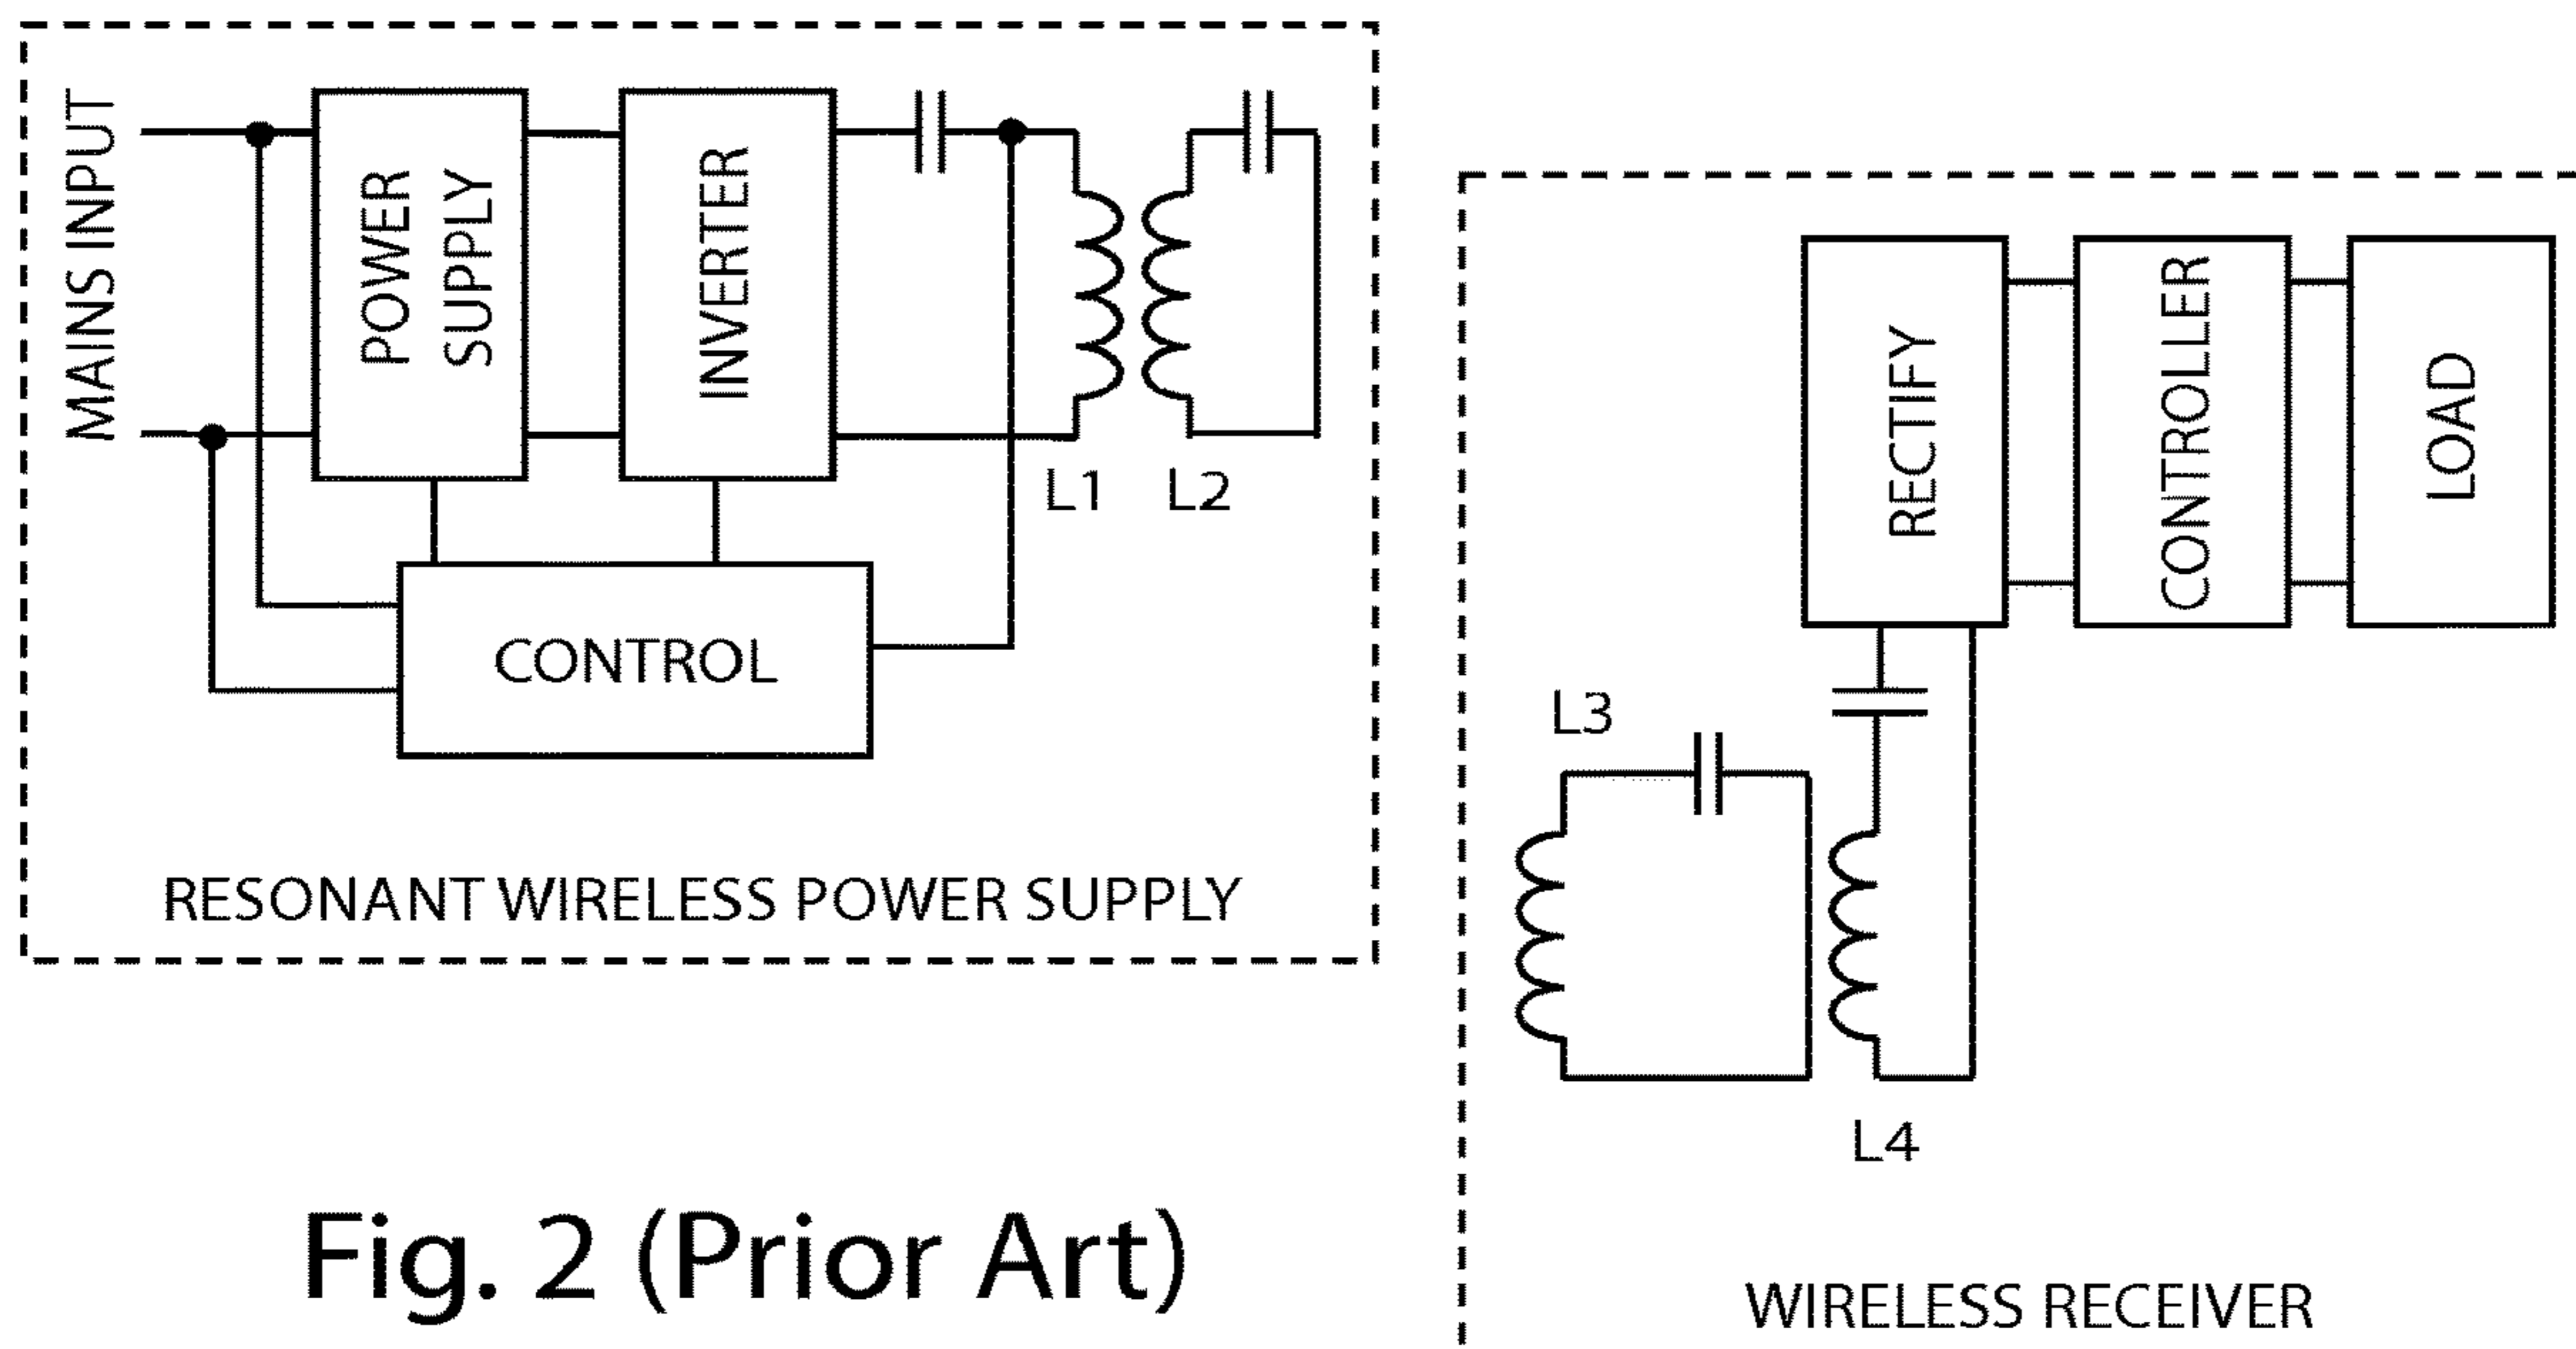 MAINS INPUT
POWER
SUPPLY
INVERTER
L1
L2
CONTROL
RESONANT WIRELESS POWER SUPPLY
RECTIFY
CONTROLLER
LOAD
L3
L4
WIRELESS RECEIVER
Fig. 2 (Prior Art)